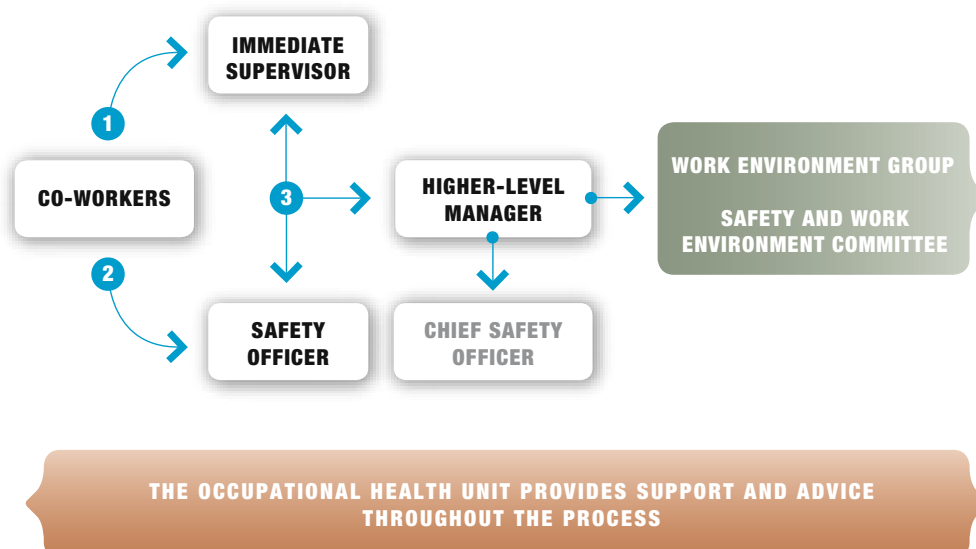 IMMEDIATE
SUPERVISOR
1
CO-WORKERS
3
HIGHER-LEVEL
MANAGER
WORK ENVIRONMENT GROUP
SAFETY AND WORK
ENVIRONMENT COMMITTEE
2
SAFETY
OFFICER
CHIEF SAFETY
OFFICER
THE OCCUPATIONAL HEALTH UNIT PROVIDES SUPPORT AND ADVICE
THROUGHOUT THE PROCESS